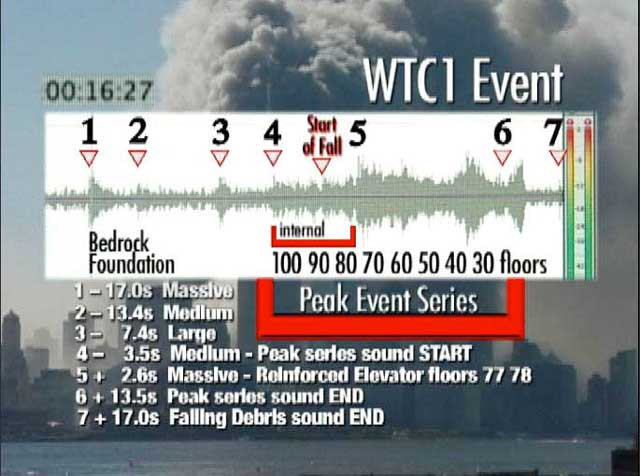 WTC1 Event
00:16:27
1 2 3 4 Start of Fall 5 6 7
internal
Bedrock
Foundation
100 90 80 70 60 50 40 30 floors
Peak Event Series
1 – 17.0s Massive
2 – 13.4s Medium
3 – 7.4s Large
4 – 3.5s Medium - Peak series sound START
5 + 2.6s Massive - Reinforced Elevator floors 77 78
6 + 13.5s Peak series sound END
7 + 17.0s Falling Debris sound END